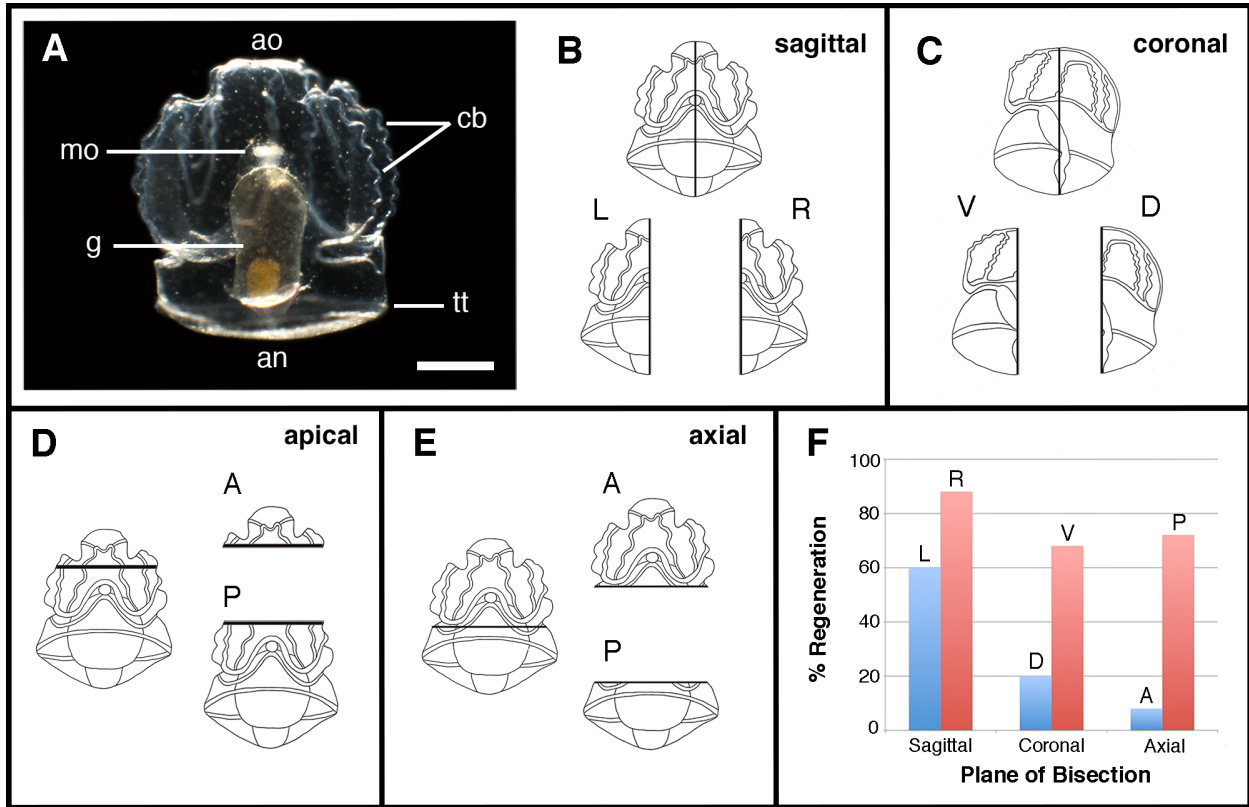 A
ao
cb
mo
g
tt
an
B
sagittal
L
R
C
coronal
V
D
D
apical
A
P
E
axial
A
P
F
100
80
60
40
20
0
% Regeneration
L
R
D
V
A
P
Sagittal
Coronal
Axial
Plane of Bisection